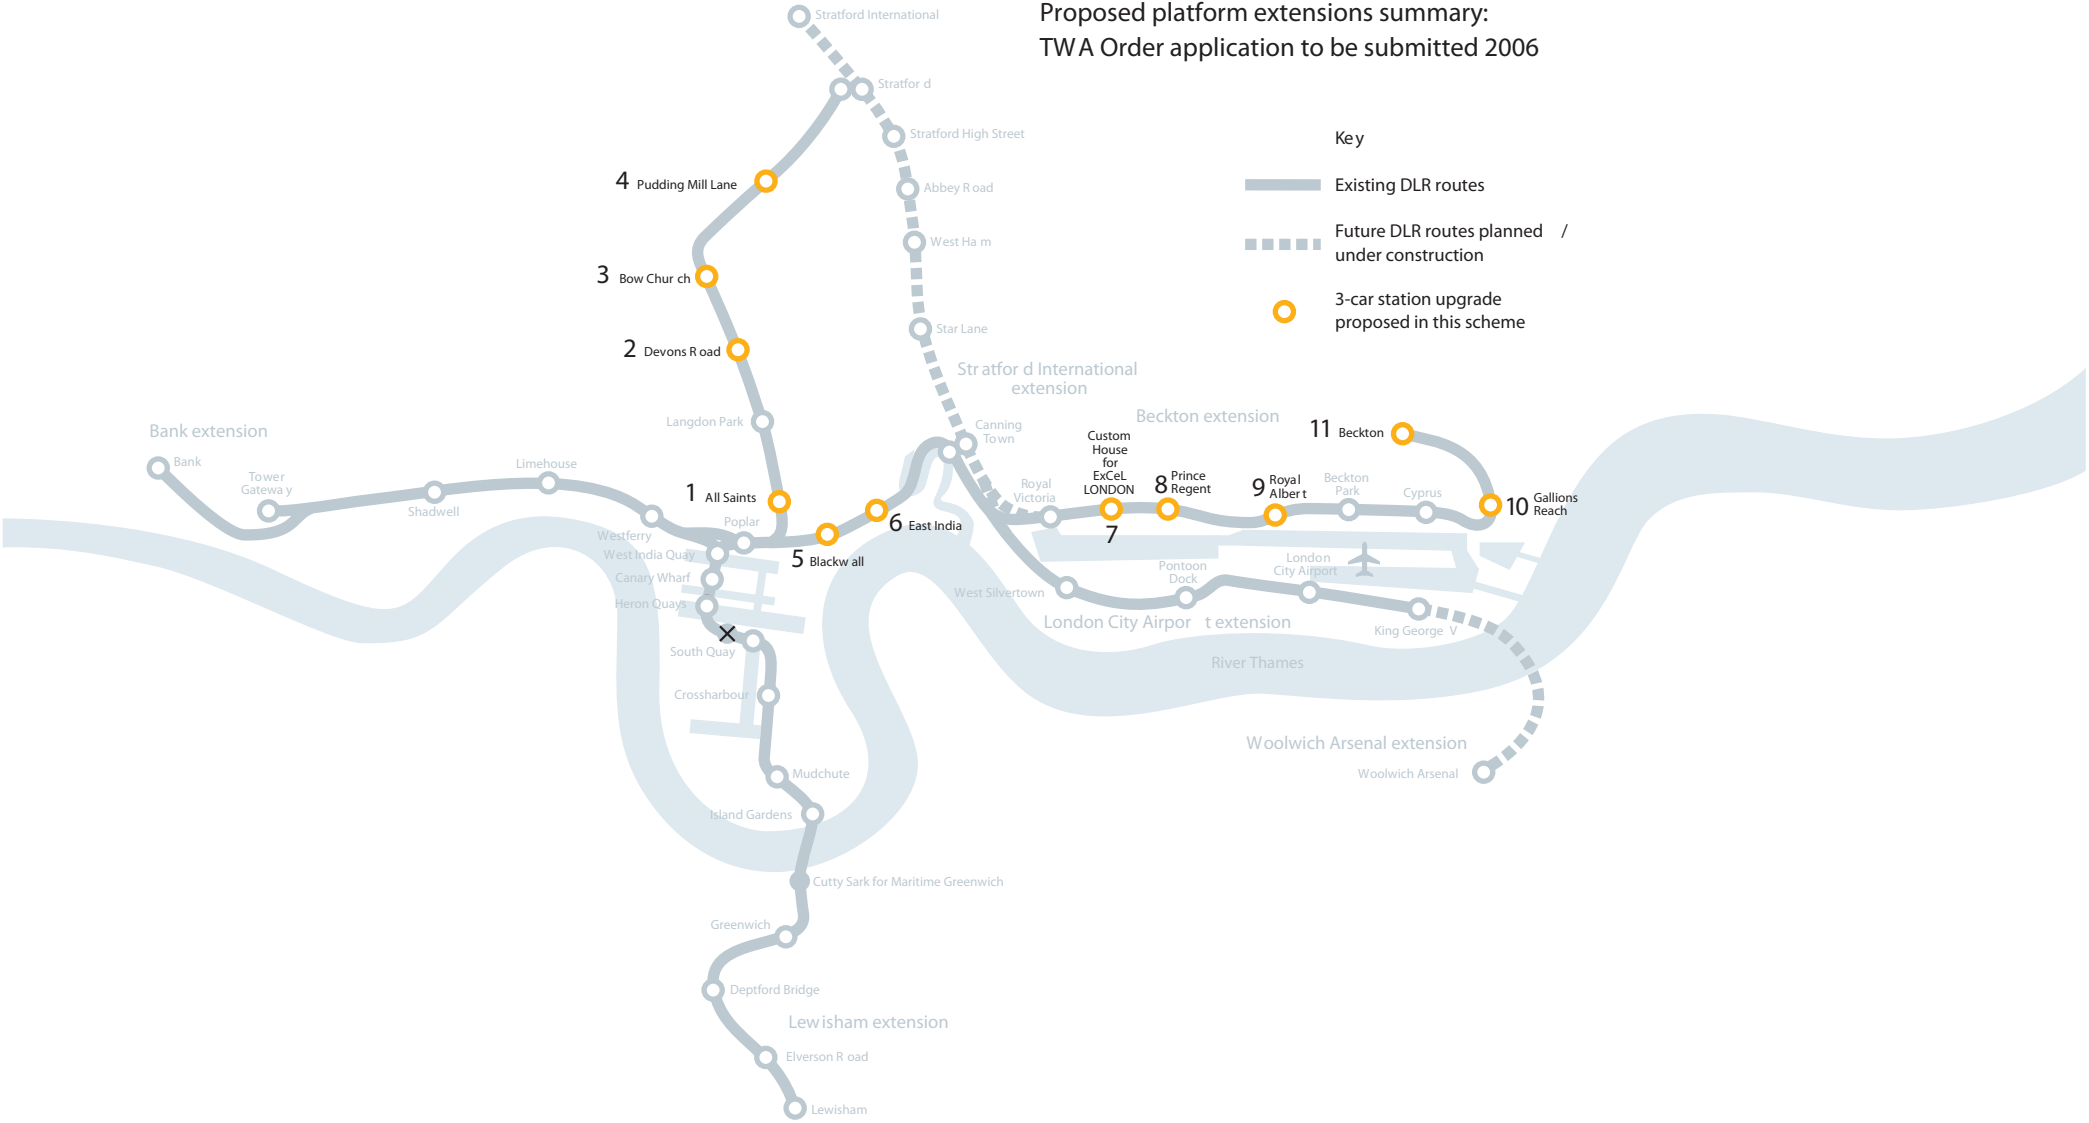 Proposed platform extensions summary:
TWA Order application to be submitted 2006
Key
Existing DLR routes
Future DLR routes planned /
under construction
3-car station upgrade
proposed in this scheme
Stratford International
Stratford
Stratford High Street
4 Pudding Mill Lane
Abbey Road
West Ham
3 Bow Church
Star Lane
2 Devons Road
Stratford International
extension
Langdon Park
Beckton extension
Canning
Town
Bank extension
Bank
Tower
Gateway
Shadwell
Limehouse
Westferry
1 All Saints
Poplar
5 Blackwall
6 East India
Royal
Victoria
Custom
House
for
ExCeL
LONDON
7
8 Prince
Regent
9 Royal
Albert
Beckton
Park
Cyprus
10 Gallions
Reach
11 Beckton
West India Quay
Canary Wharf
Heron Quays
South Quay
Crossharbour
Mudchute
Island Gardens
West Silvertown
Pontoon
Dock
London
City Airport
King George V
London City Airport extension
River Thames
Woolwich Arsenal extension
Woolwich Arsenal
Cutty Sark for Maritime Greenwich
Greenwich
Deptford Bridge
Lewisham extension
Elverson Road
Lewisham